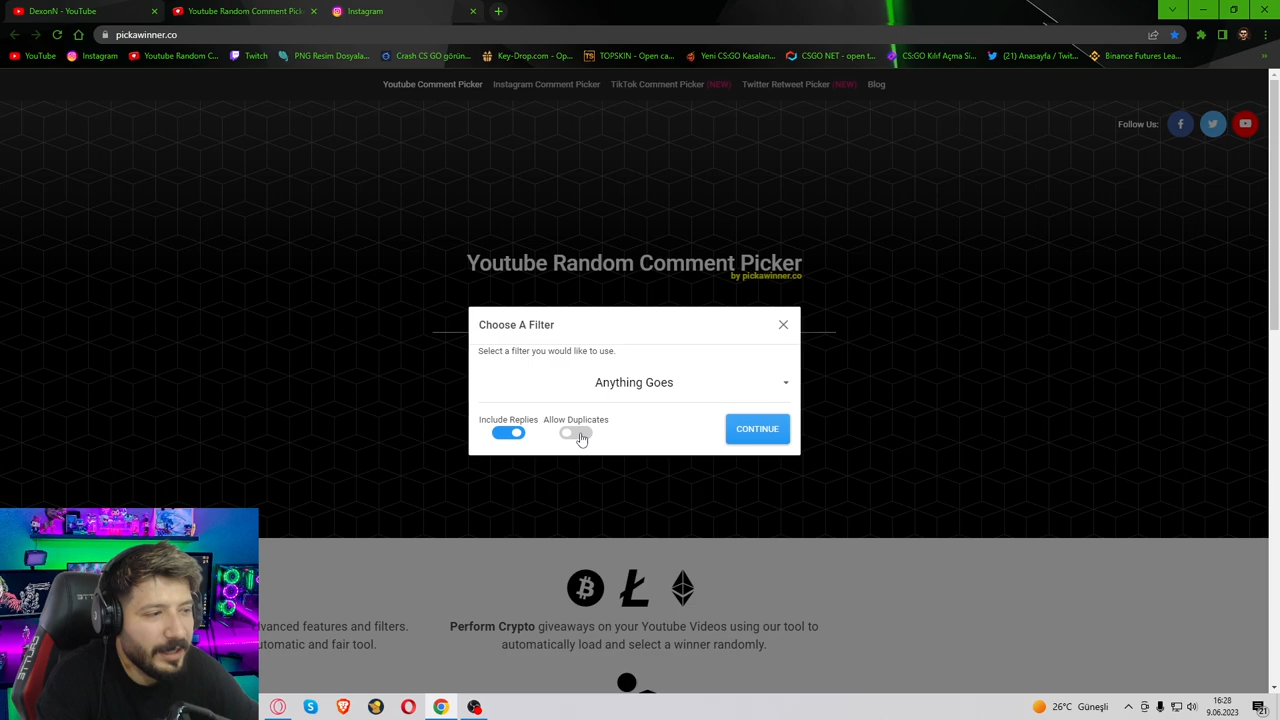 DexonN - YouTube
Youtube Random Comment Pick
Instagram
pickawinner.co
YouTube
Instagram
Youtube Random C...
Twitch
PNG Resim Dosyala...
Crash CS GO görün...
Key-Drop.com - Op...
TOPSKIN - Open ca...
Yeni CS:GO Kasaları...
CSGO NET - open t...
CS:GO Kılıf Açma Si...
(21) Anasayfa / Twit...
Binance Futures Lea...
»
Youtube Comment Picker
Instagram Comment Picker
TikTok Comment Picker (NEW)
Twitter Retweet Picker (NEW)
Blog
Follow Us:
Youtube Random Comment Picker
by pickawinner.co
Choose A Filter
Select a filter you would like to use.
Anything Goes
Include Replies
Allow Duplicates
CONTINUE
dvanced features and filters.
utomatic and fair tool.
Perform Crypto giveaways on your Youtube Videos using our tool to
automatically load and select a winner randomly.
26°C Güneşli
16:28
9.06.2023
21